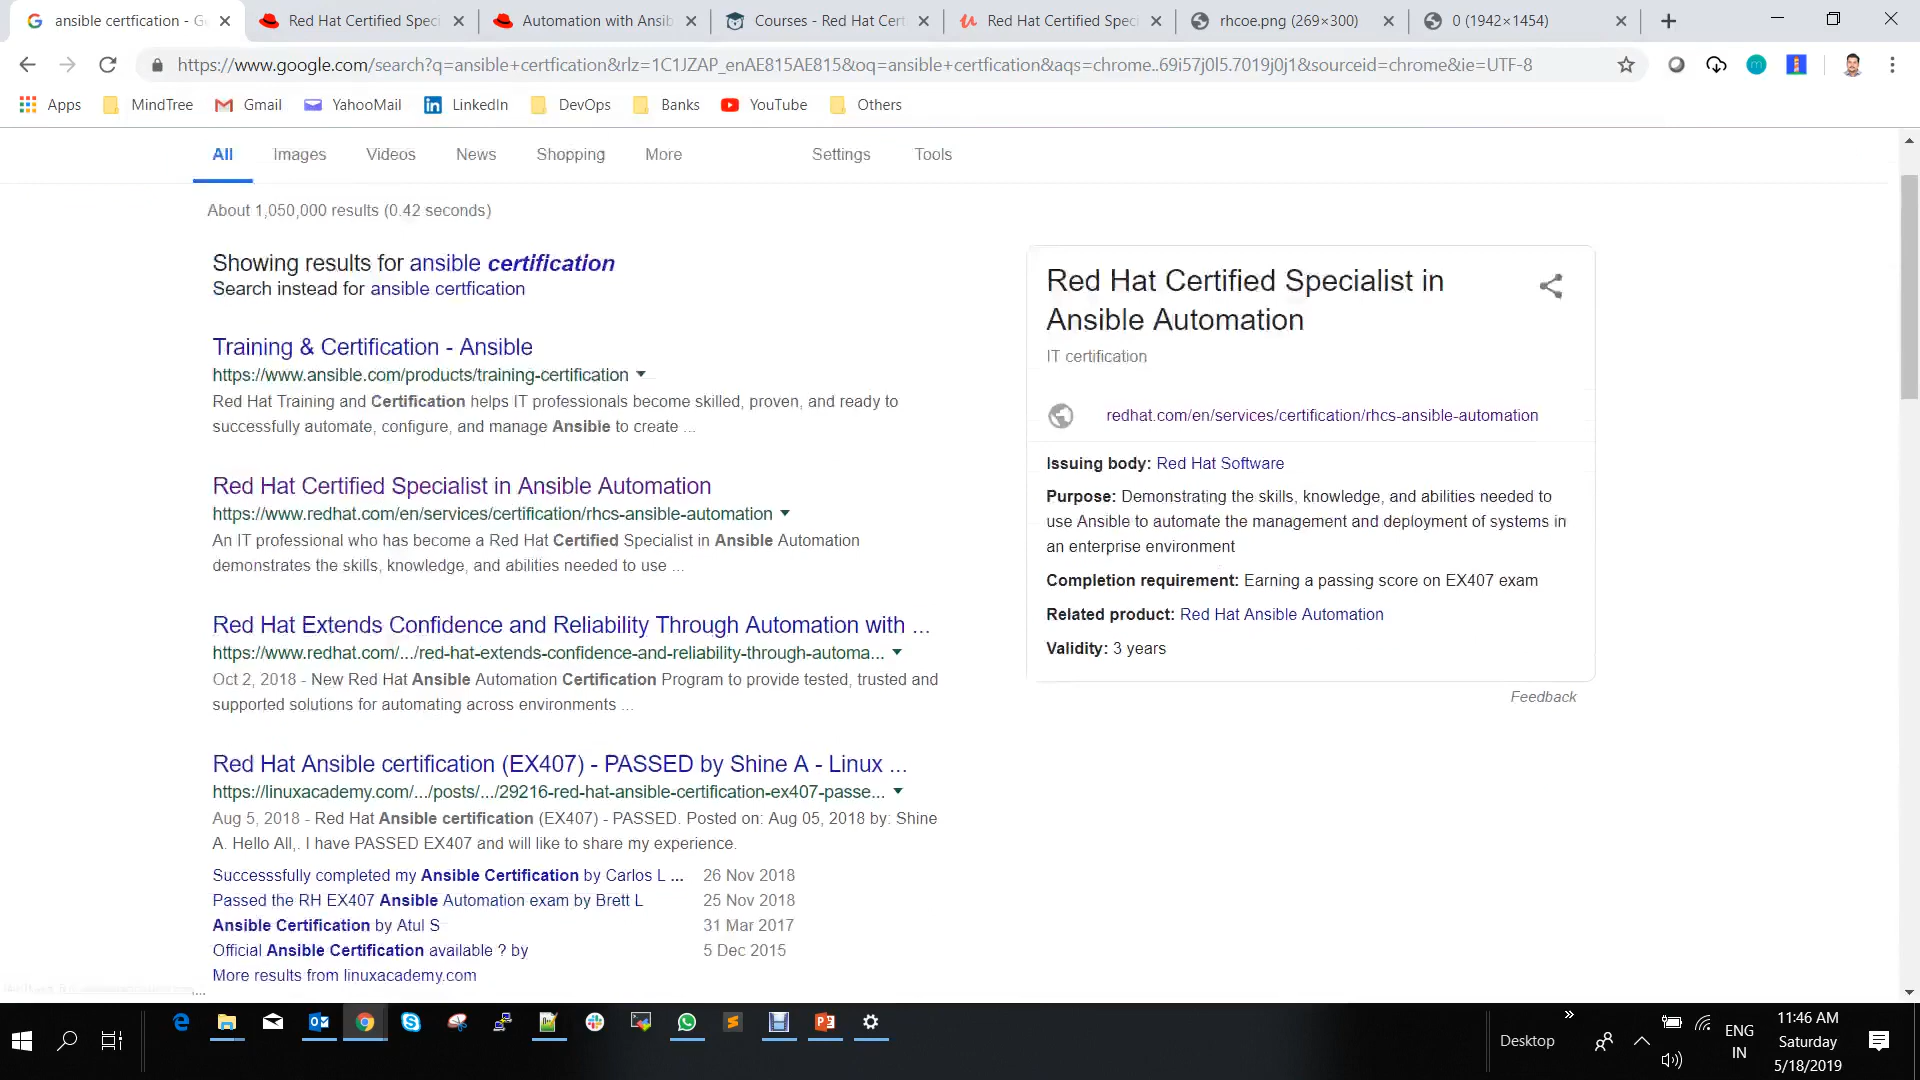 ansible certfication - G
Red Hat Certified Speci
Automation with Ansib
Courses - Red Hat Cert
Red Hat Certified Speci
rhcoe.png (269×300)
0 (1942×1454)
https://www.google.com/search?q=ansible+certfication&rlz=1C1JZAP_enAE815AE815&oq=ansible+certfication&aqs=chrome..69i57j0l5.7019j0j1&sourceid=chrome&ie=UTF-8
Apps MindTree Gmail YahooMail LinkedIn DevOps Banks YouTube Others
All Images Videos News Shopping More Settings Tools
About 1,050,000 results (0.42 seconds)
Showing results for ansible certification
Search instead for ansible certfication
Training & Certification - Ansible
https://www.ansible.com/products/training-certification
Red Hat Training and Certification helps IT professionals become skilled, proven, and ready to
successfully automate, configure, and manage Ansible to create ...
Red Hat Certified Specialist in Ansible Automation
https://www.redhat.com/en/services/certification/rhcs-ansible-automation
An IT professional who has become a Red Hat Certified Specialist in Ansible Automation
demonstrates the skills, knowledge, and abilities needed to use ...
Red Hat Extends Confidence and Reliability Through Automation with ...
https://www.redhat.com/.../red-hat-extends-confidence-and-reliability-through-automa...
Oct 2, 2018 - New Red Hat Ansible Automation Certification Program to provide tested, trusted and
supported solutions for automating across environments ...
Red Hat Ansible certification (EX407) - PASSED by Shine A - Linux ...
https://linuxacademy.com/.../posts/.../29216-red-hat-ansible-certification-ex407-passe...
Aug 5, 2018 - Red Hat Ansible certification (EX407) - PASSED. Posted on: Aug 05, 2018 by: Shine
A. Hello All,. I have PASSED EX407 and will like to share my experience.
Successsfully completed my Ansible Certification by Carlos L ... 26 Nov 2018
Passed the RH EX407 Ansible Automation exam by Brett L 25 Nov 2018
Ansible Certification by Atul S 31 Mar 2017
Official Ansible Certification available ? by 5 Dec 2015
More results from linuxacademy.com
Red Hat Certified Specialist in
Ansible Automation
IT certification
redhat.com/en/services/certification/rhcs-ansible-automation
Issuing body: Red Hat Software
Purpose: Demonstrating the skills, knowledge, and abilities needed to
use Ansible to automate the management and deployment of systems in
an enterprise environment
Completion requirement: Earning a passing score on EX407 exam
Related product: Red Hat Ansible Automation
Validity: 3 years
Feedback
Desktop
ENG
IN
11:46 AM
Saturday
5/18/2019